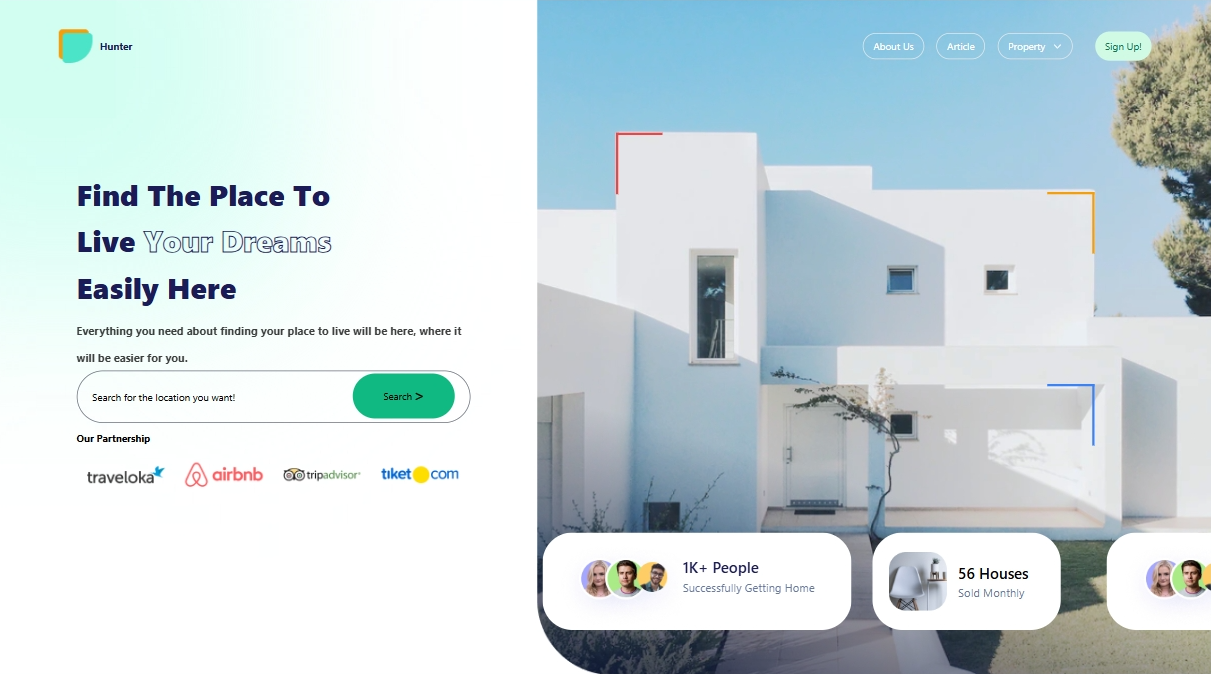 Hunter
About Us
Article
Property
Sign Up!
Find The Place To
Live Your Dreams
Easily Here
Everything you need about finding your place to live will be here, where it
will be easier for you.
Search for the location you want!
Search >
Our Partnership
traveloka
airbnb
tripadvisor®
tiket.com
1K+ People
Successfully Getting Home
56 Houses
Sold Monthly